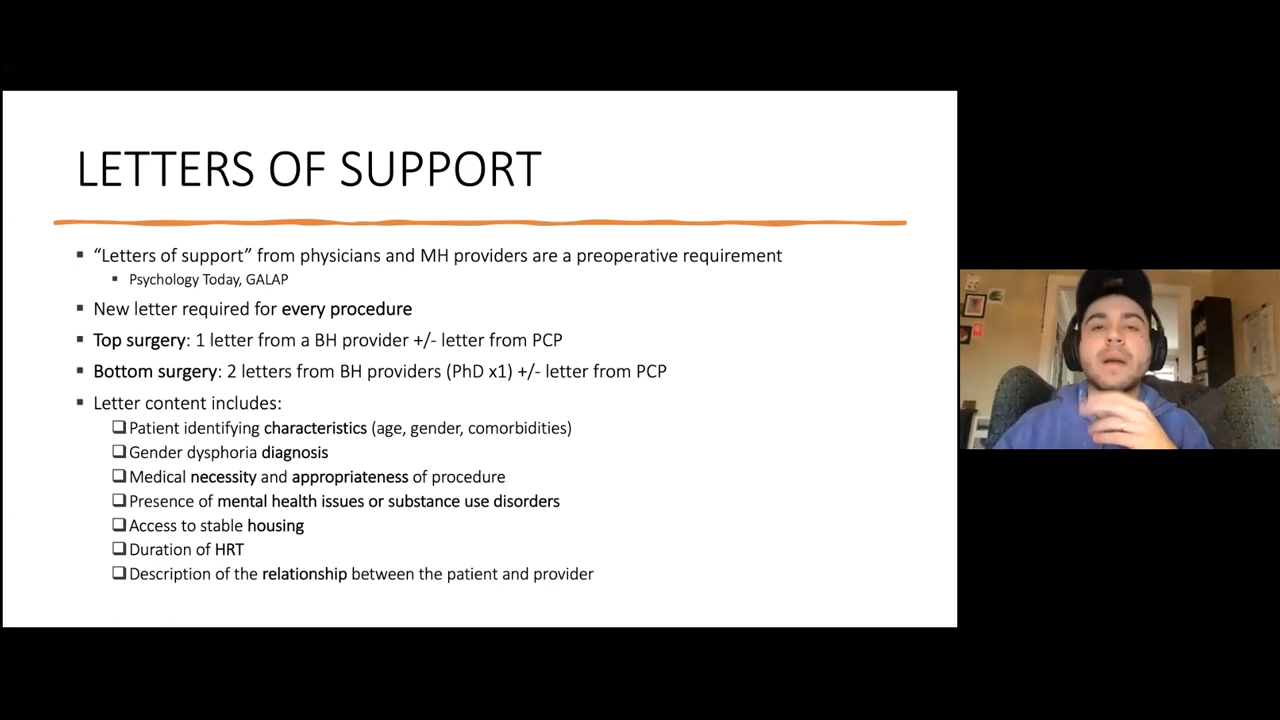 LETTERS OF SUPPORT
▪ “Letters of support” from physicians and MH providers are a preoperative requirement
▪ Psychology Today, GALAP
▪ New letter required for every procedure
▪ Top surgery: 1 letter from a BH provider +/- letter from PCP
▪ Bottom surgery: 2 letters from BH providers (PhD x1) +/- letter from PCP
▪ Letter content includes:
❑ Patient identifying characteristics (age, gender, comorbidities)
❑ Gender dysphoria diagnosis
❑ Medical necessity and appropriateness of procedure
❑ Presence of mental health issues or substance use disorders
❑ Access to stable housing
❑ Duration of HRT
❑ Description of the relationship between the patient and provider